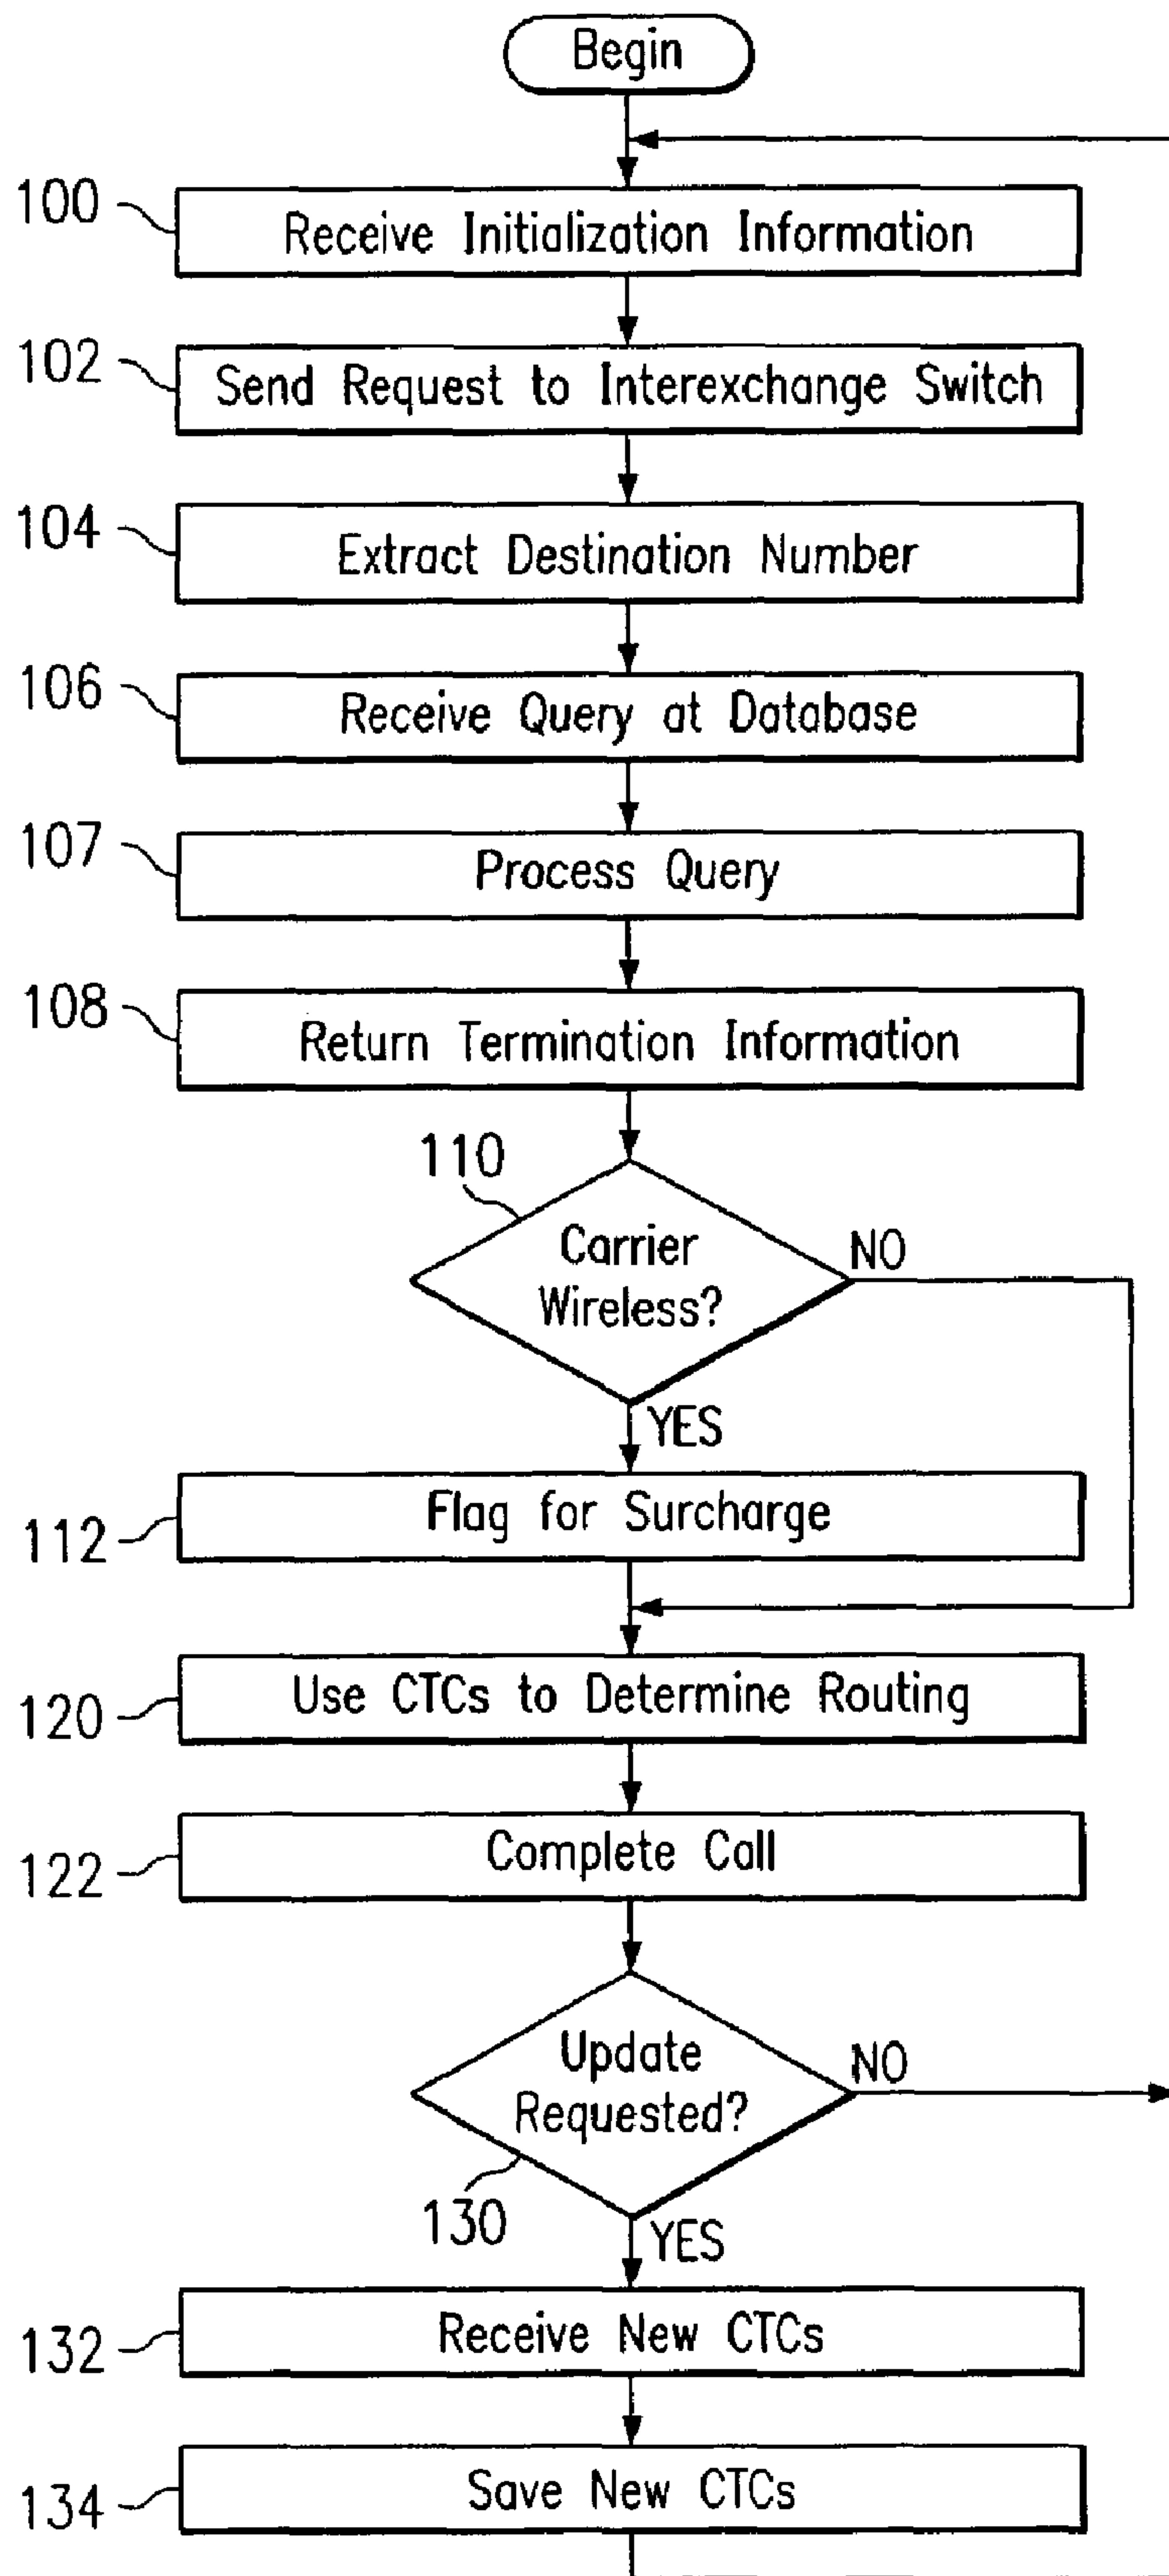 Begin
100
Receive Initialization Information
102
Send Request to Interexchange Switch
104
Extract Destination Number
106
Receive Query at Database
107
Process Query
108
Return Termination Information
110
Carrier
Wireless?
NO
YES
112
Flag for Surcharge
120
Use CTCs to Determine Routing
122
Complete Call
Update
Requested?
NO
130
YES
132
Receive New CTCs
134
Save New CTCs